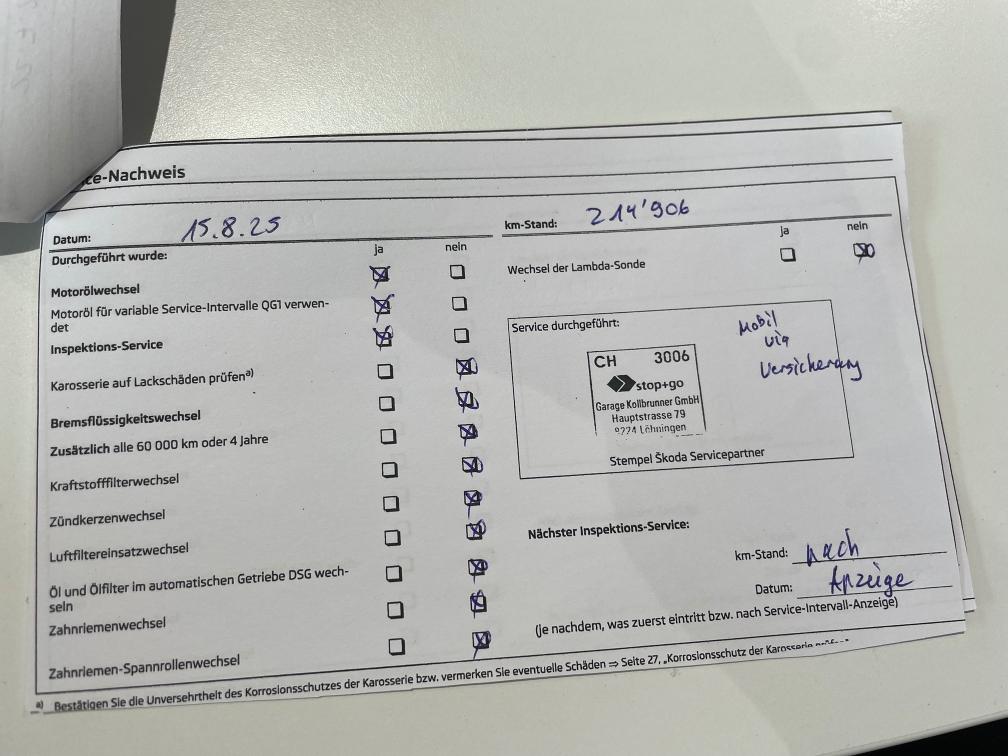 ce-Nachweis
Datum: 15.8.25
km-Stand: 214'906
Durchgeführt wurde: ja nein
ja nein
Motorölwechsel
Motoröl für variable Service-Intervalle QG1 verwen-
det
Inspektions-Service
Karosserie auf Lackschäden prüfen a)
Bremsflüssigkeitswechsel
Zusätzlich alle 60 000 km oder 4 Jahre
Kraftstofffilterwechsel
Zündkerzenwechsel
Luftfiltereinsatzwechsel
Öl und Ölfilter im automatischen Getriebe DSG wech-
seln
Zahnriemenwechsel
Zahnriemen-Spannrollenwechsel
Wechsel der Lambda-Sonde
Service durchgeführt:
Mobil
via
Versicherung
CH 3006
stop+go
Garage Kollbrunner GmbH
Hauptstrasse 79
Löhningen
Stempel Škoda Servicepartner
Nächster Inspektions-Service:
km-Stand: nach
Datum: Anzeige
(Je nachdem, was zuerst eintritt bzw. nach Service-Intervall-Anzeige)
a) Bestätigen Sie die Unversehrtheit des Korrosionsschutzes der Karosserie bzw. vermerken Sie eventuelle Schäden ⇒ Seite 27, „Korrosionsschutz der Karosserie